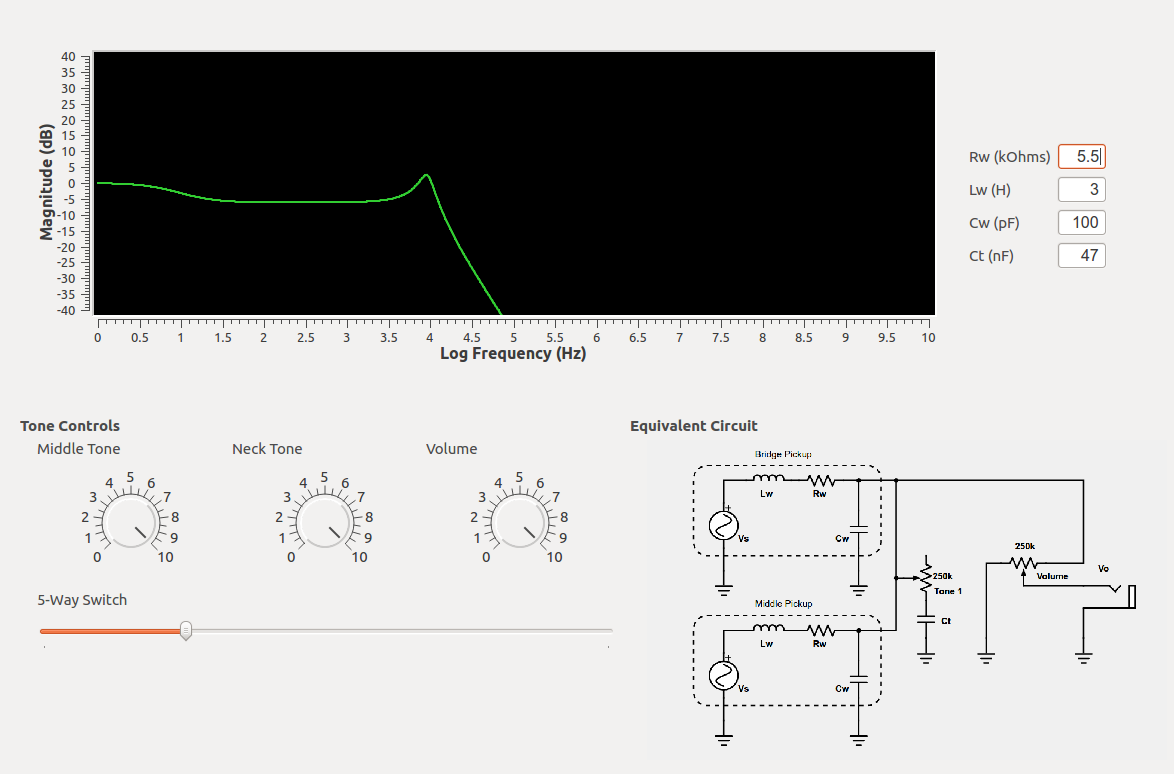 40
35
30
25
20
15
10
5
0
-5
-10
-15
-20
-25
-30
-35
-40
Magnitude (dB)
0 0.5 1 1.5 2 2.5 3 3.5 4 4.5 5 5.5 6 6.5 7 7.5 8 8.5 9 9.5 10
Log Frequency (Hz)
Rw (kOhms) 5.5
Lw (H) 3
Cw (pF) 100
Ct (nF) 47
Tone Controls
Middle Tone
0 1 2 3 4 5 6 7 8 9 10
Neck Tone
0 1 2 3 4 5 6 7 8 9 10
Volume
0 1 2 3 4 5 6 7 8 9 10
5-Way Switch
Equivalent Circuit
Bridge Pickup
Lw Rw
+
Vs
Cw
250k
Tone 1
Ct
250k
Volume
Vo
Middle Pickup
Lw Rw
+
Vs
Cw